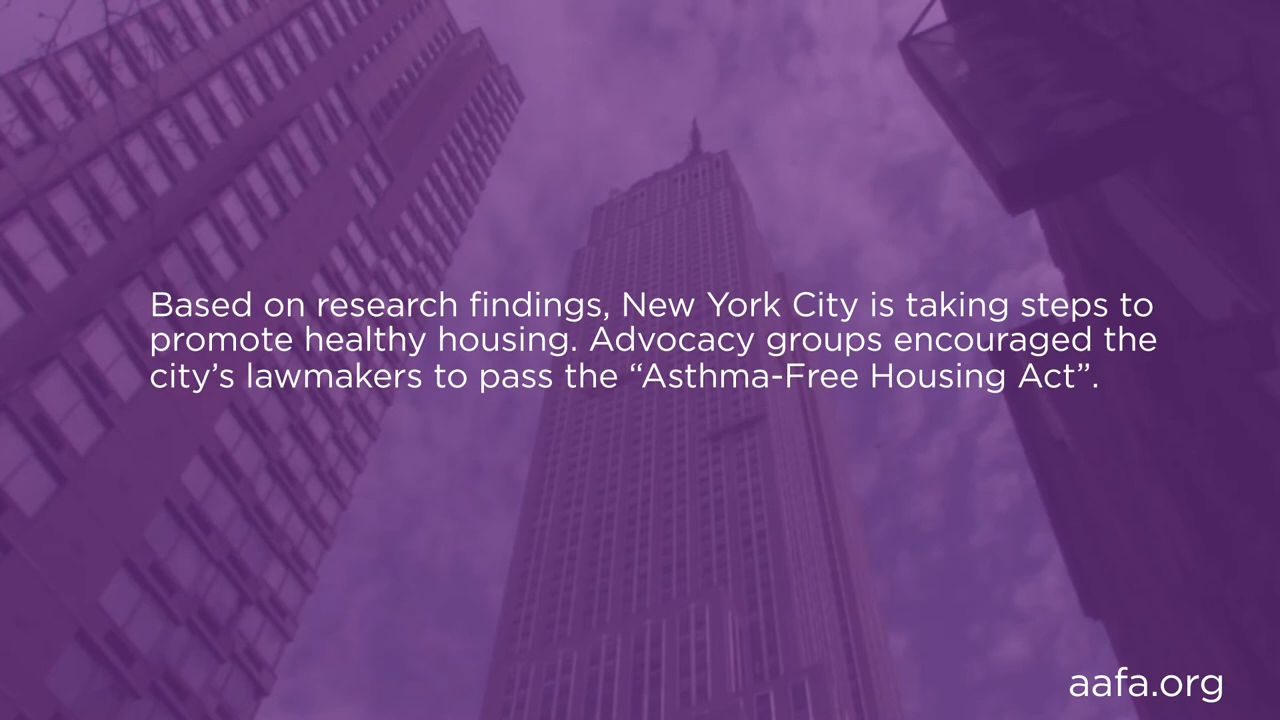 Based on research findings, New York City is taking steps to
promote healthy housing. Advocacy groups encouraged the
city’s lawmakers to pass the “Asthma-Free Housing Act”.
aafa.org